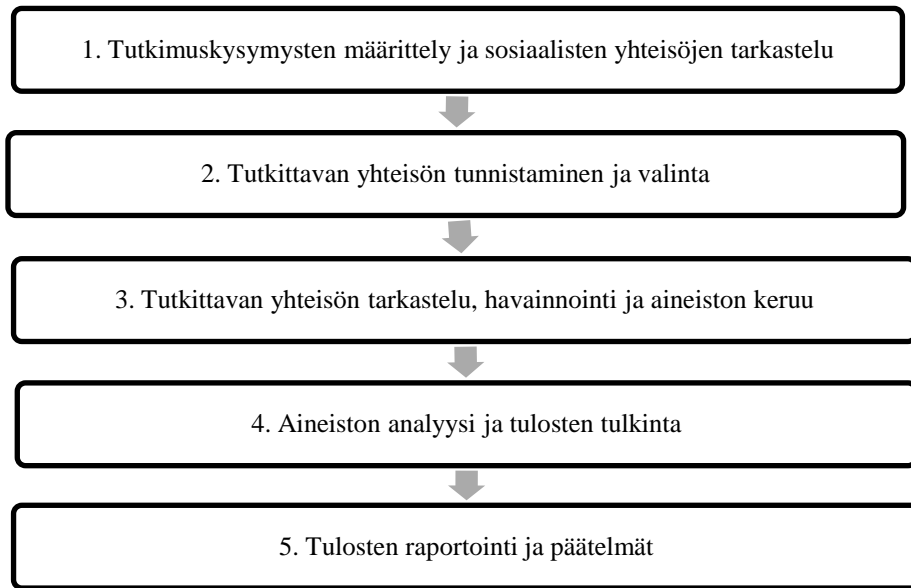 1. Tutkimuskysymysten määrittely ja sosiaalisten yhteisöjen tarkastelu
2. Tutkittavan yhteisön tunnistaminen ja valinta
3. Tutkittavan yhteisön tarkastelu, havainnointi ja aineiston keruu
4. Aineiston analyysi ja tulosten tulkinta
5. Tulosten raportointi ja päätelmät